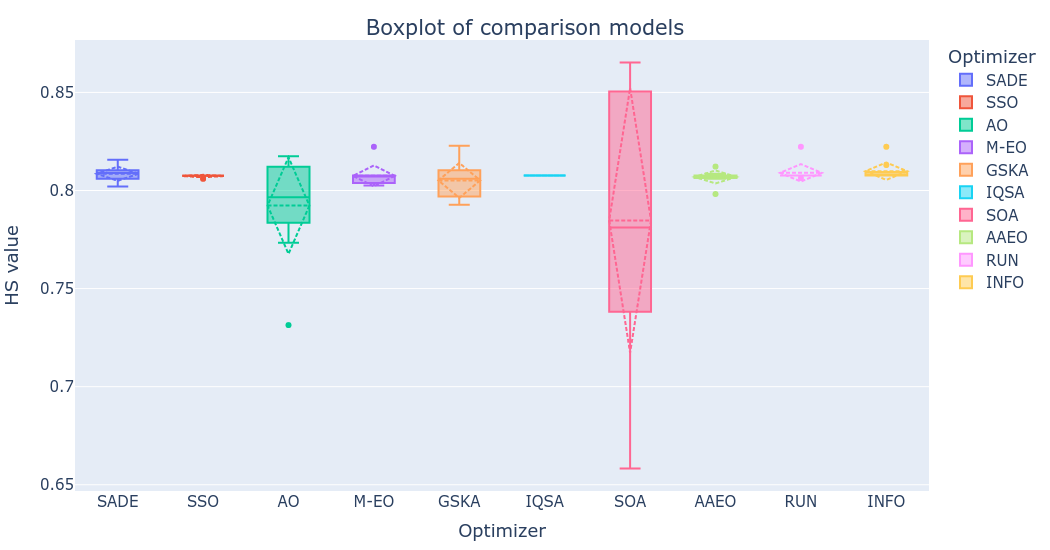 Boxplot of comparison models
HS value
0.85
0.8
0.75
0.7
0.65
SADE
SSO
AO
M-EO
GSKA
IQSA
SOA
AAEO
RUN
INFO
Optimizer
Optimizer
SADE
SSO
AO
M-EO
GSKA
IQSA
SOA
AAEO
RUN
INFO